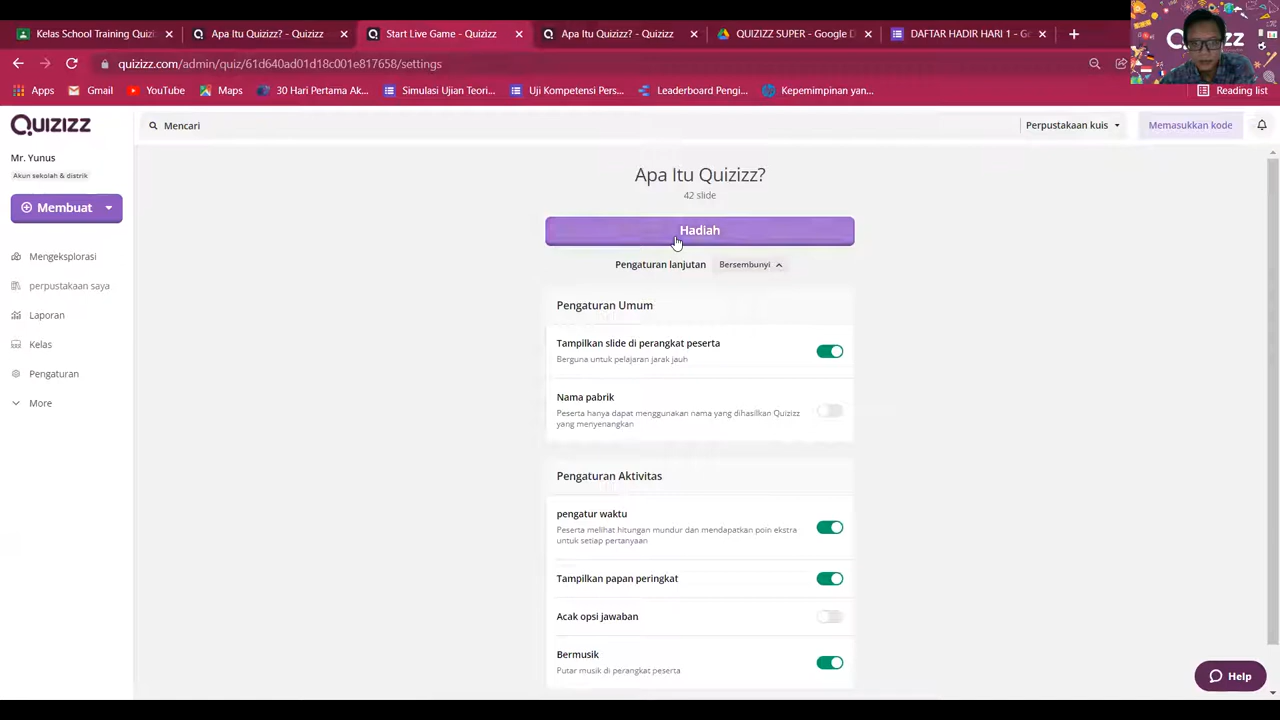 Kelas School Training Quiz
Apa Itu Quizizz? - Quizizz
Start Live Game - Quizizz
Apa Itu Quizizz? - Quizizz
QUIZIZZ SUPER - Google D
DAFTAR HADIR HARI 1 - Go
quizizz.com/admin/quiz/61d640ad01d18c001e817658/settings
Apps
Gmail
YouTube
Maps
30 Hari Pertama Ak...
Simulasi Ujian Teori...
Uji Kompetensi Pers...
Leaderboard Pengi...
Kepemimpinan yan...
Reading list
QUIZIZZ
Mencari
Perpustakaan kuis
Memasukkan kode
Mr. Yunus
Akun sekolah & distrik
Membuat
Mengeksplorasi
perpustakaan saya
Laporan
Kelas
Pengaturan
More
Apa Itu Quizizz?
42 slide
Hadiah
Pengaturan lanjutan
Bersembunyi
Pengaturan Umum
Tampilkan slide di perangkat peserta
Berguna untuk pelajaran jarak jauh
Nama pabrik
Peserta hanya dapat menggunakan nama yang dihasilkan Quizizz
yang menyenangkan
Pengaturan Aktivitas
pengatur waktu
Peserta melihat hitungan mundur dan mendapatkan poin ekstra
untuk setiap pertanyaan
Tampilkan papan peringkat
Acak opsi jawaban
Bermusik
Putar musik di perangkat peserta
Help